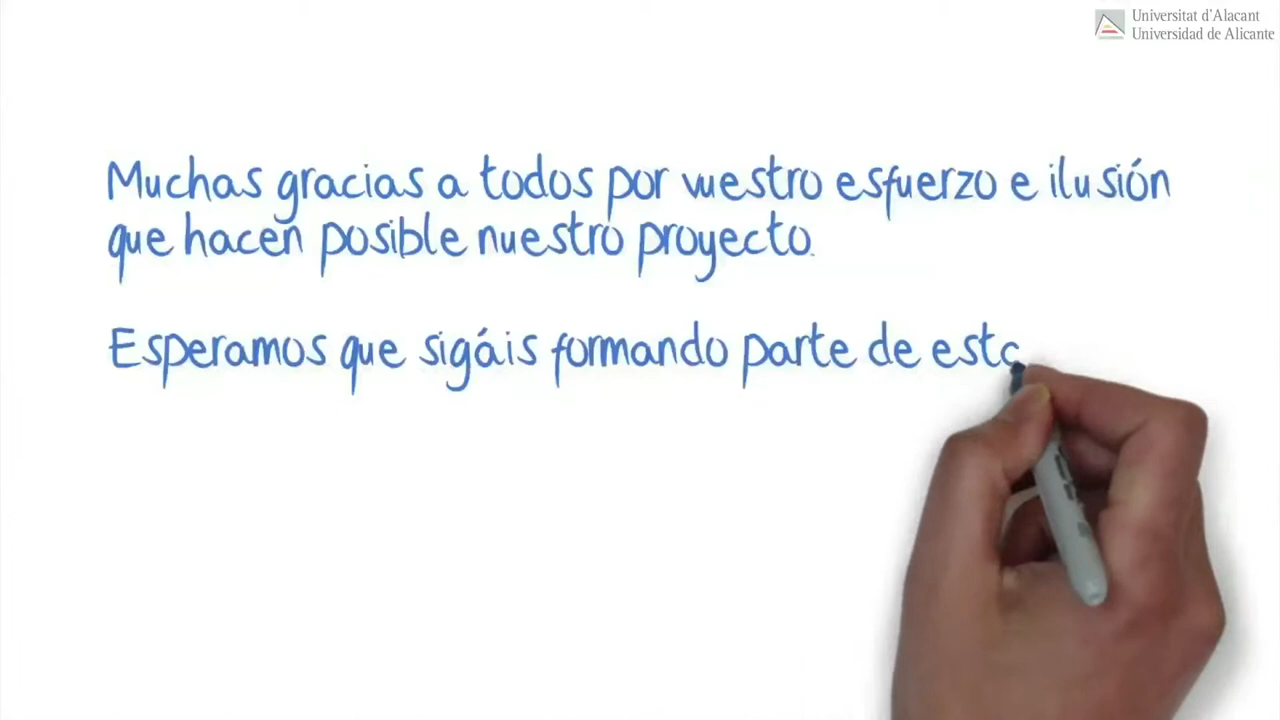 Universitat d'Alacant
Universidad de Alicante
Muchas gracias a todos por vuestro esfuerzo e ilusión
que hacen posible nuestro proyecto.
Esperamos que sigáis formando parte de